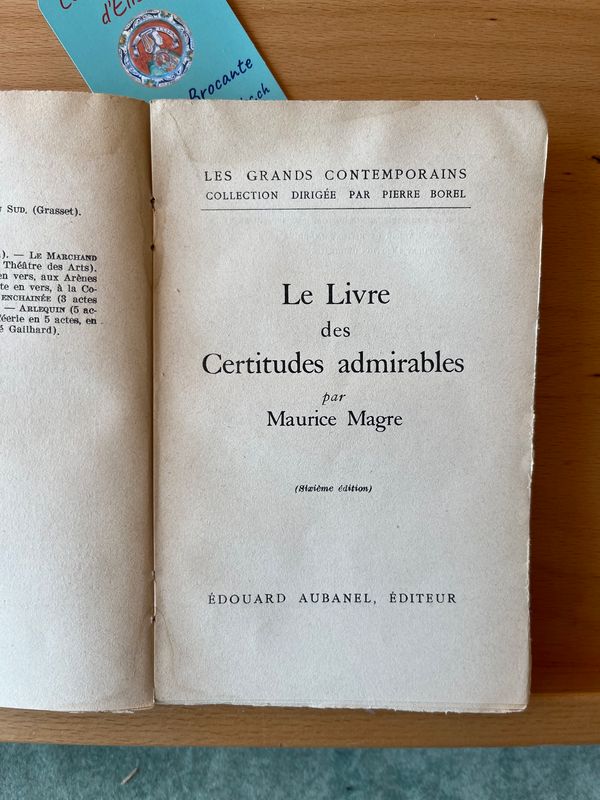 d'Eli
Brocante
.ch
SUD. (Grasset).
). — LE MARCHAND
Théâtre des Arts).
en vers, aux Arènes
te en vers, à la Co-
ENCHAINÉE (3 actes
— ARLEQUIN (5 ac-
féerie en 5 actes, en
Gailhard).
LES GRANDS CONTEMPORAINS
COLLECTION DIRIGÉE PAR PIERRE BOREL
Le Livre
des
Certitudes admirables
par
Maurice Magre
(Sixième édition)
ÉDOUARD AUBANEL, ÉDITEUR